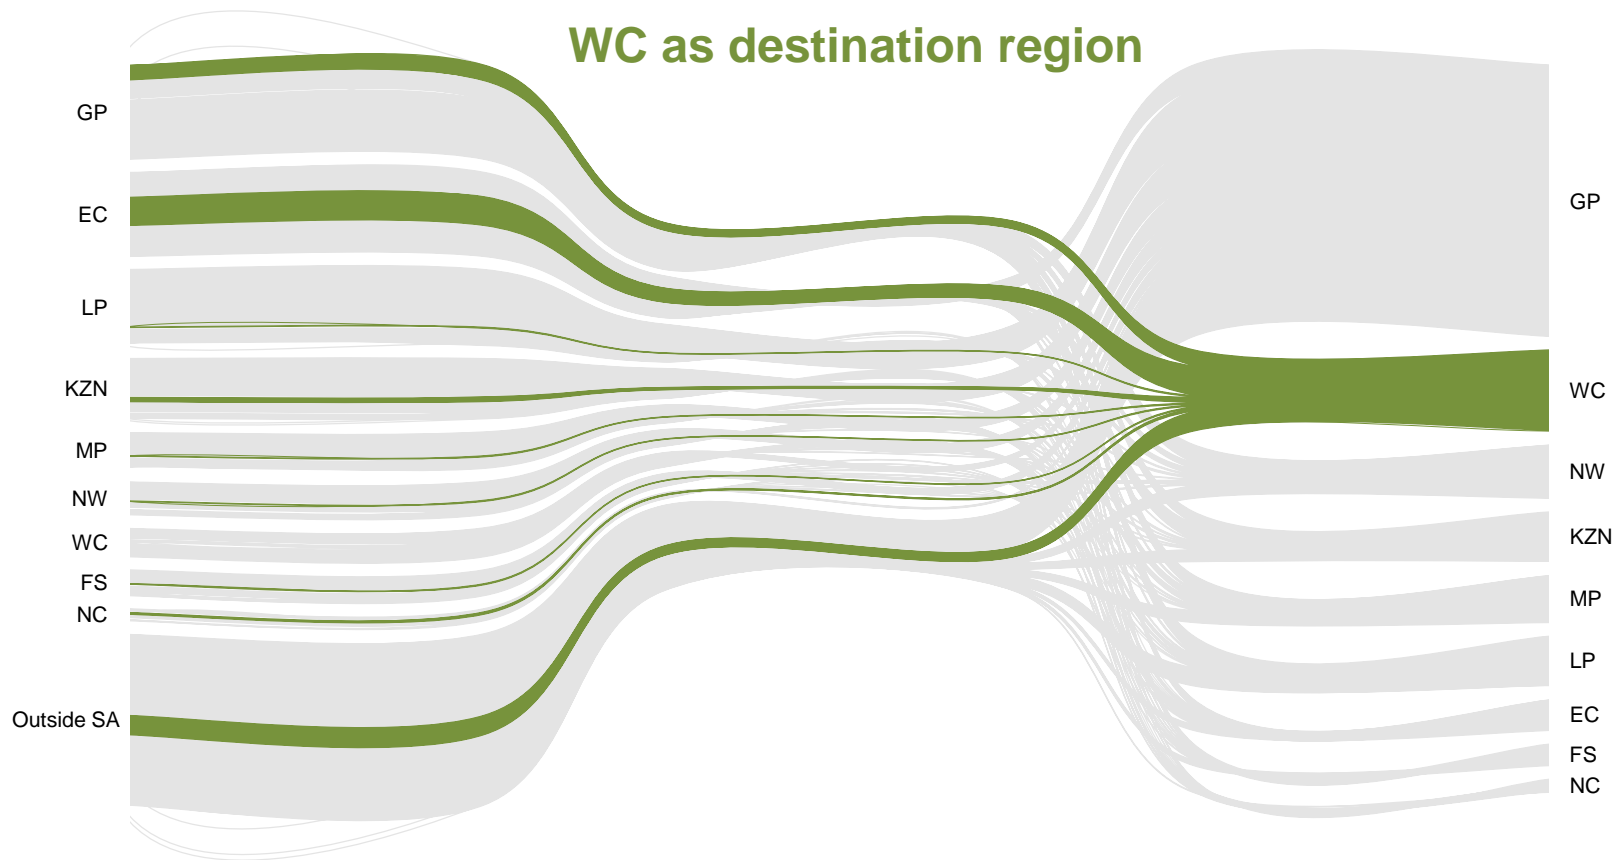 WC as destination region
GP
EC
LP
KZN
MP
NW
WC
FS
NC
Outside SA
GP
WC
NW
KZN
MP
LP
EC
FS
NC